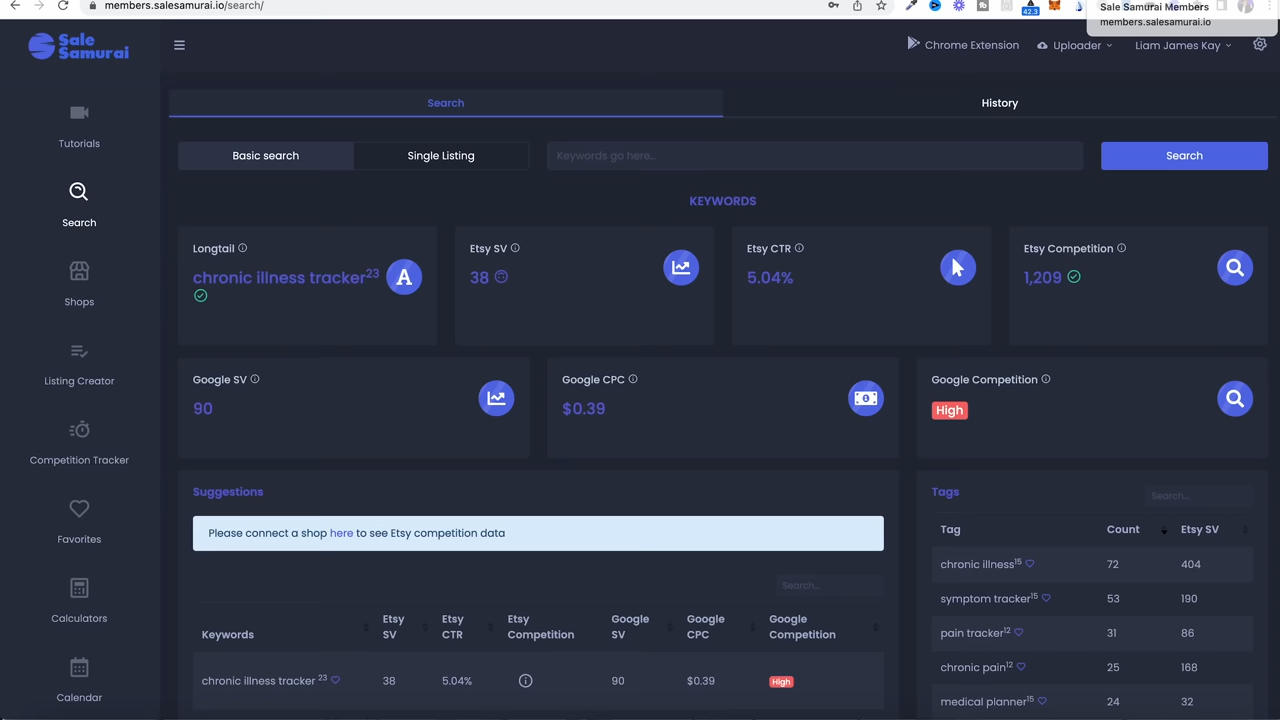 members.salesamurai.io/search/
42.3
Sale Samurai Members
members.salesamurai.io
Sale
Samurai
Chrome Extension
Uploader
Liam James Kay
Tutorials
Search
Shops
Listing Creator
Competition Tracker
Favorites
Calculators
Calendar
Search
History
Basic search
Single Listing
Keywords go here...
Search
KEYWORDS
Longtail
chronic illness tracker23
A
Etsy SV
38
Etsy CTR
5.04%
Etsy Competition
1,209
Google SV
90
Google CPC
$0.39
Google Competition
High
Suggestions
Please connect a shop here to see Etsy competition data
Search...
Keywords
Etsy SV
Etsy CTR
Etsy Competition
Google SV
Google CPC
Google Competition
chronic illness tracker 23
38
5.04%
90
$0.39
High
Tags
Search...
Tag Count Etsy SV
chronic illness15 72 404
symptom tracker15 53 190
pain tracker12 31 86
chronic pain12 25 168
medical planner15 24 32